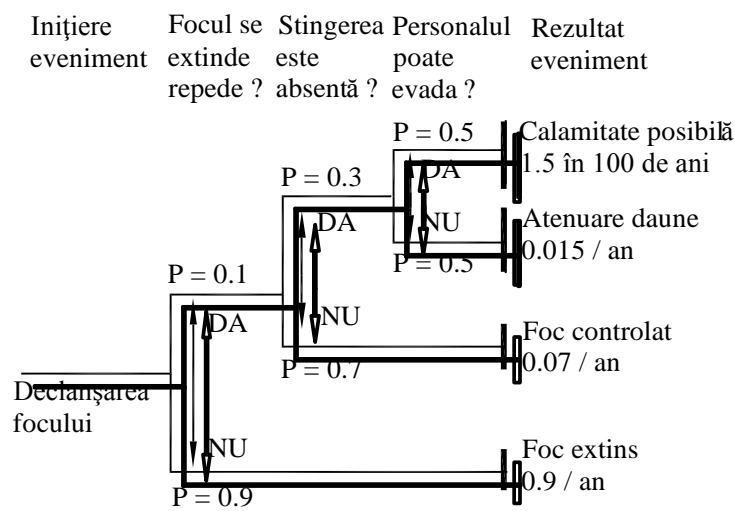 Iniţiere
eveniment
Focul se
extinde
repede ?
Stingerea
este
absentă ?
Personalul
poate
evada ?
Rezultat
eveniment
P = 0.5
Calamitate posibilă
1.5 în 100 de ani
DA
P = 0.3
DA
NU
Atenuare daune
0.015 / an
P = 0.5
P = 0.1
DA
NU
Foc controlat
0.07 / an
P = 0.7
Declanşarea
focului
NU
Foc extins
0.9 / an
P = 0.9